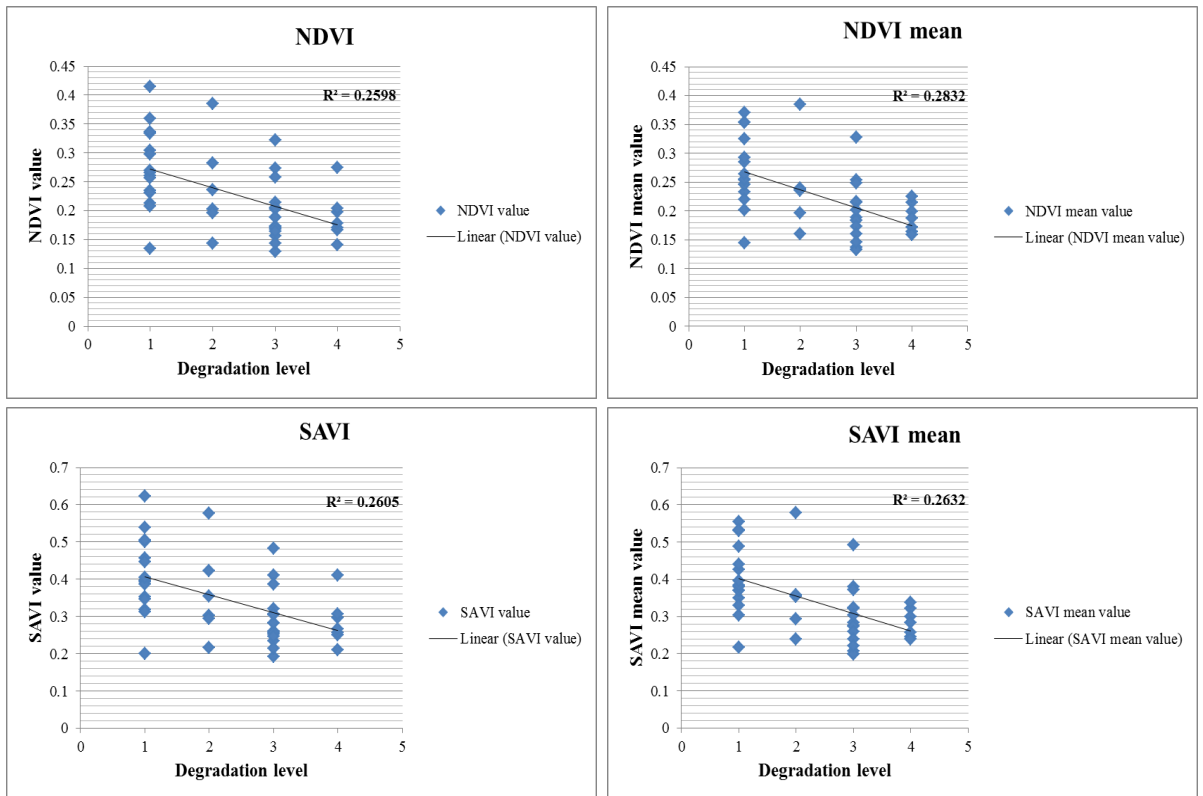 NDVI
R² = 0.2598
0.45
0.4
0.35
0.3
0.25
0.2
0.15
0.1
0.05
0
NDVI value
0 1 2 3 4 5
Degradation level
NDVI value
Linear (NDVI value)
NDVI mean
R² = 0.2832
0.45
0.4
0.35
0.3
0.25
0.2
0.15
0.1
0.05
0
NDVI mean value
0 1 2 3 4 5
Degradation level
NDVI mean value
Linear (NDVI mean value)
SAVI
R² = 0.2605
0.7
0.6
0.5
0.4
0.3
0.2
0.1
0
SAVI value
0 1 2 3 4 5
Degradation level
SAVI value
Linear (SAVI value)
SAVI mean
R² = 0.2632
0.7
0.6
0.5
0.4
0.3
0.2
0.1
0
SAVI mean value
0 1 2 3 4 5
Degradation level
SAVI mean value
Linear (SAVI mean value)